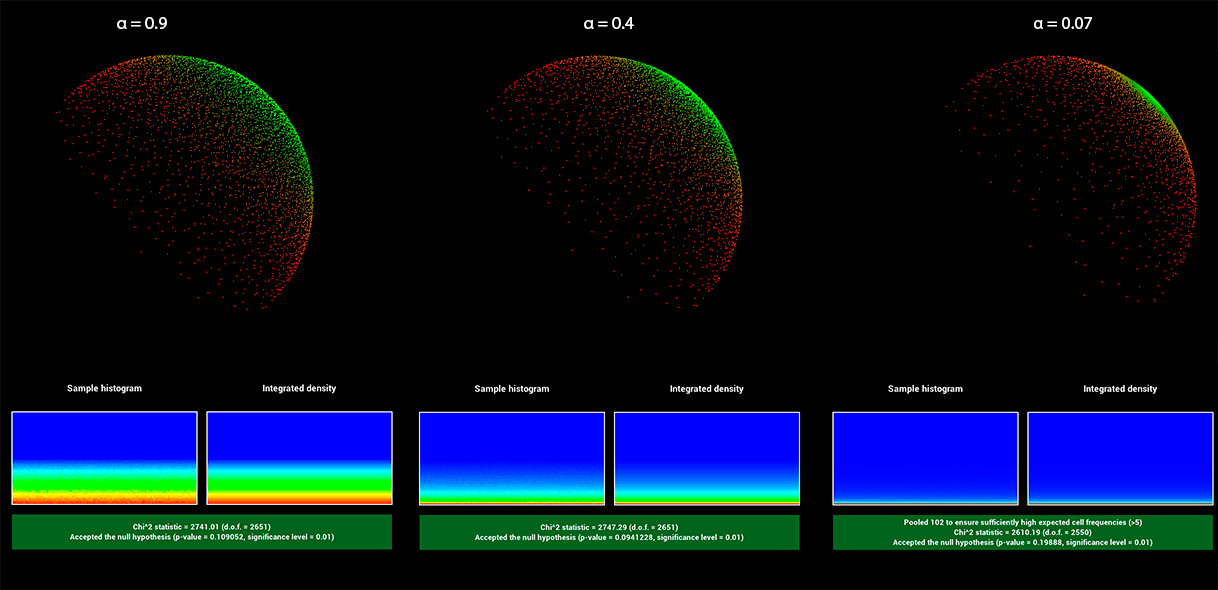 α = 0.9
α = 0.4
α = 0.07
Sample histogram
Integrated density
Sample histogram
Integrated density
Sample histogram
Integrated density
Chi^2 statistic = 2741.01 (d.o.f. = 2651)
Accepted the null hypothesis (p-value = 0.109052, significance level = 0.01)
Chi^2 statistic = 2747.29 (d.o.f. = 2651)
Accepted the null hypothesis (p-value = 0.0941228, significance level = 0.01)
Pooled 102 to ensure sufficiently high expected cell frequencies (>5)
Chi^2 statistic = 2610.19 (d.o.f. = 2550)
Accepted the null hypothesis (p-value = 0.19888, significance level = 0.01)